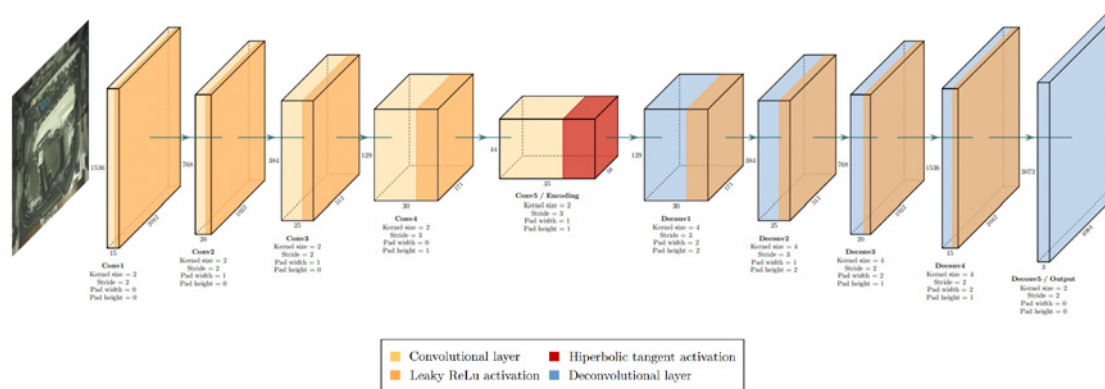 1536
2042
15
Conv1
Kernel size = 2
Stride = 2
Pad width = 0
Pad height = 0
768
1022
20
Conv2
Kernel size = 2
Stride = 2
Pad width = 1
Pad height = 0
384
512
25
Conv3
Kernel size = 2
Stride = 2
Pad width = 1
Pad height = 0
129
171
30
Conv4
Kernel size = 2
Stride = 3
Pad width = 0
Pad height = 1
44
58
35
Conv5 / Encoding
Kernel size = 2
Stride = 3
Pad width = 1
Pad height = 1
129
171
30
Deconv1
Kernel size = 4
Stride = 3
Pad width = 2
Pad height = 2
384
512
25
Deconv2
Kernel size = 4
Stride = 3
Pad width = 1
Pad height = 2
768
1022
20
Deconv3
Kernel size = 4
Stride = 2
Pad width = 2
Pad height = 1
1536
2042
15
Deconv4
Kernel size = 4
Stride = 2
Pad width = 2
Pad height = 1
3072
4084
3
Deconv5 / Output
Kernel size = 2
Stride = 2
Pad width = 0
Pad height = 0
Convolutional layer
Hiperbolic tangent activation
Leaky ReLu activation
Deconvolutional layer